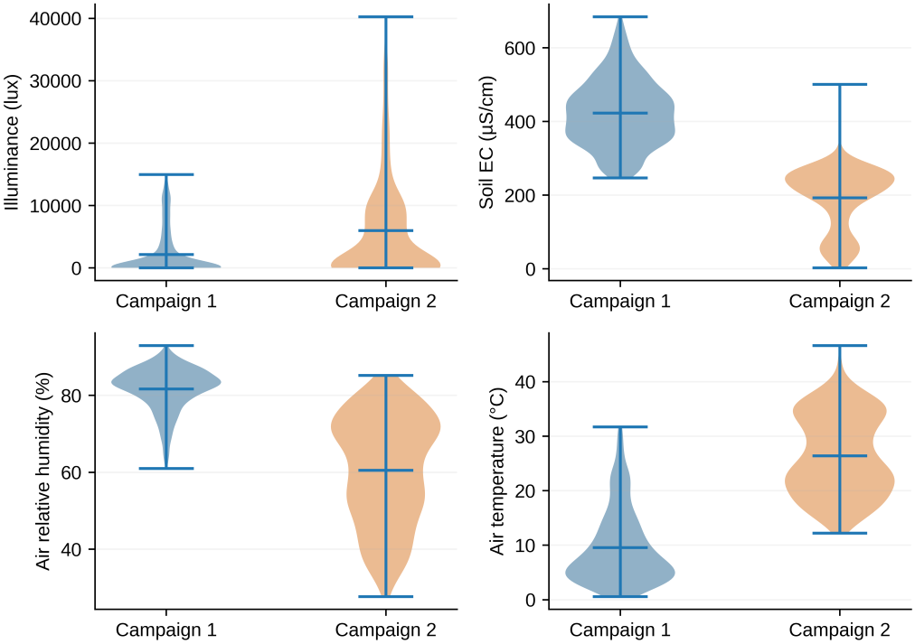 Illuminance (lux)
40000
30000
20000
10000
0
Campaign 1
Campaign 2
Soil EC (µS/cm)
600
400
200
0
Campaign 1
Campaign 2
Air relative humidity (%)
80
60
40
Campaign 1
Campaign 2
Air temperature (°C)
40
30
20
10
0
Campaign 1
Campaign 2